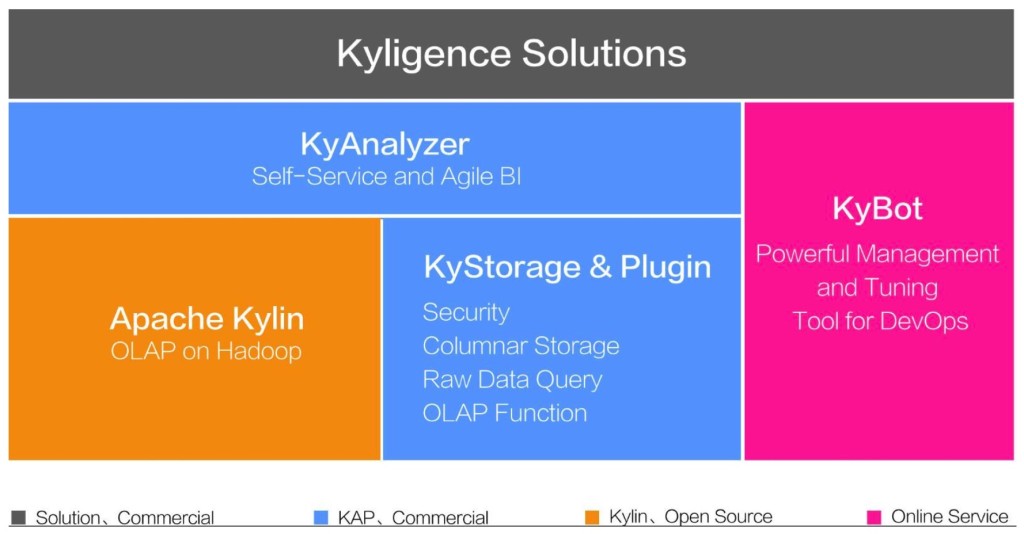 Kyligence Solutions
KyAnalyzer
Self-Service and Agile BI
KyBot
Powerful Management
and Tuning
Tool for DevOps
Apache Kylin
OLAP on Hadoop
KyStorage & Plugin
Security
Columnar Storage
Raw Data Query
OLAP Function
Solution、Commercial
KAP、Commercial
Kylin、Open Source
Online Service